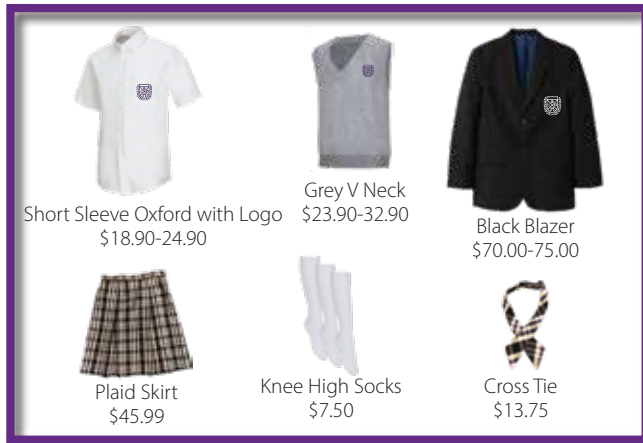 Short Sleeve Oxford with Logo
$18.90-24.90
Grey V Neck
$23.90-32.90
Black Blazer
$70.00-75.00
Plaid Skirt
$45.99
Knee High Socks
$7.50
Cross Tie
$13.75